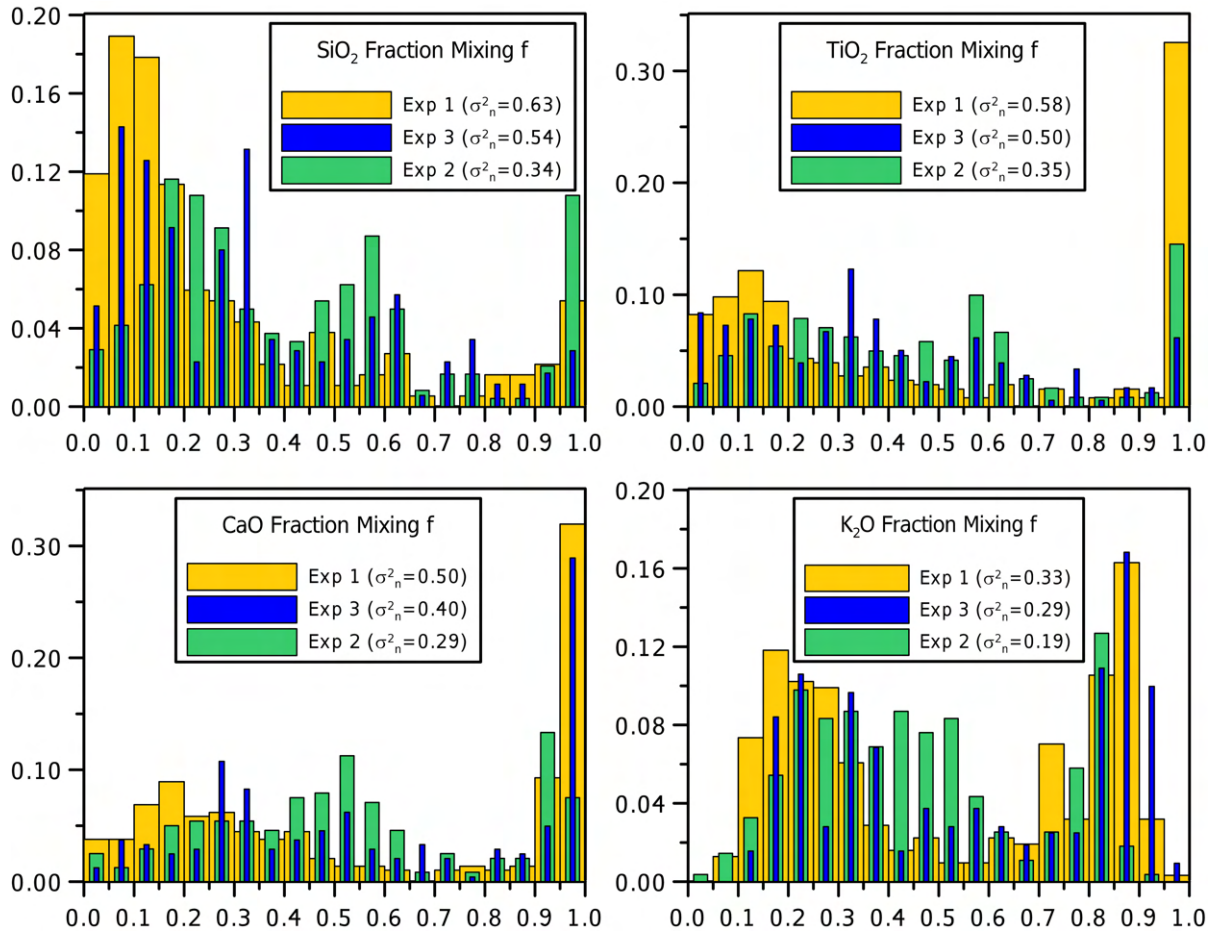 SiO₂ Fraction Mixing f
Exp 1 (σ²ₙ=0.63)
Exp 3 (σ²ₙ=0.54)
Exp 2 (σ²ₙ=0.34)
0.20
0.16
0.12
0.08
0.04
0.00
0.0 0.1 0.2 0.3 0.4 0.5 0.6 0.7 0.8 0.9 1.0
TiO₂ Fraction Mixing f
Exp 1 (σ²ₙ=0.58)
Exp 3 (σ²ₙ=0.50)
Exp 2 (σ²ₙ=0.35)
0.30
0.20
0.10
0.00
0.0 0.1 0.2 0.3 0.4 0.5 0.6 0.7 0.8 0.9 1.0
CaO Fraction Mixing f
Exp 1 (σ²ₙ=0.50)
Exp 3 (σ²ₙ=0.40)
Exp 2 (σ²ₙ=0.29)
0.30
0.20
0.10
0.00
0.0 0.1 0.2 0.3 0.4 0.5 0.6 0.7 0.8 0.9 1.0
K₂O Fraction Mixing f
Exp 1 (σ²ₙ=0.33)
Exp 3 (σ²ₙ=0.29)
Exp 2 (σ²ₙ=0.19)
0.20
0.16
0.12
0.08
0.04
0.00
0.0 0.1 0.2 0.3 0.4 0.5 0.6 0.7 0.8 0.9 1.0